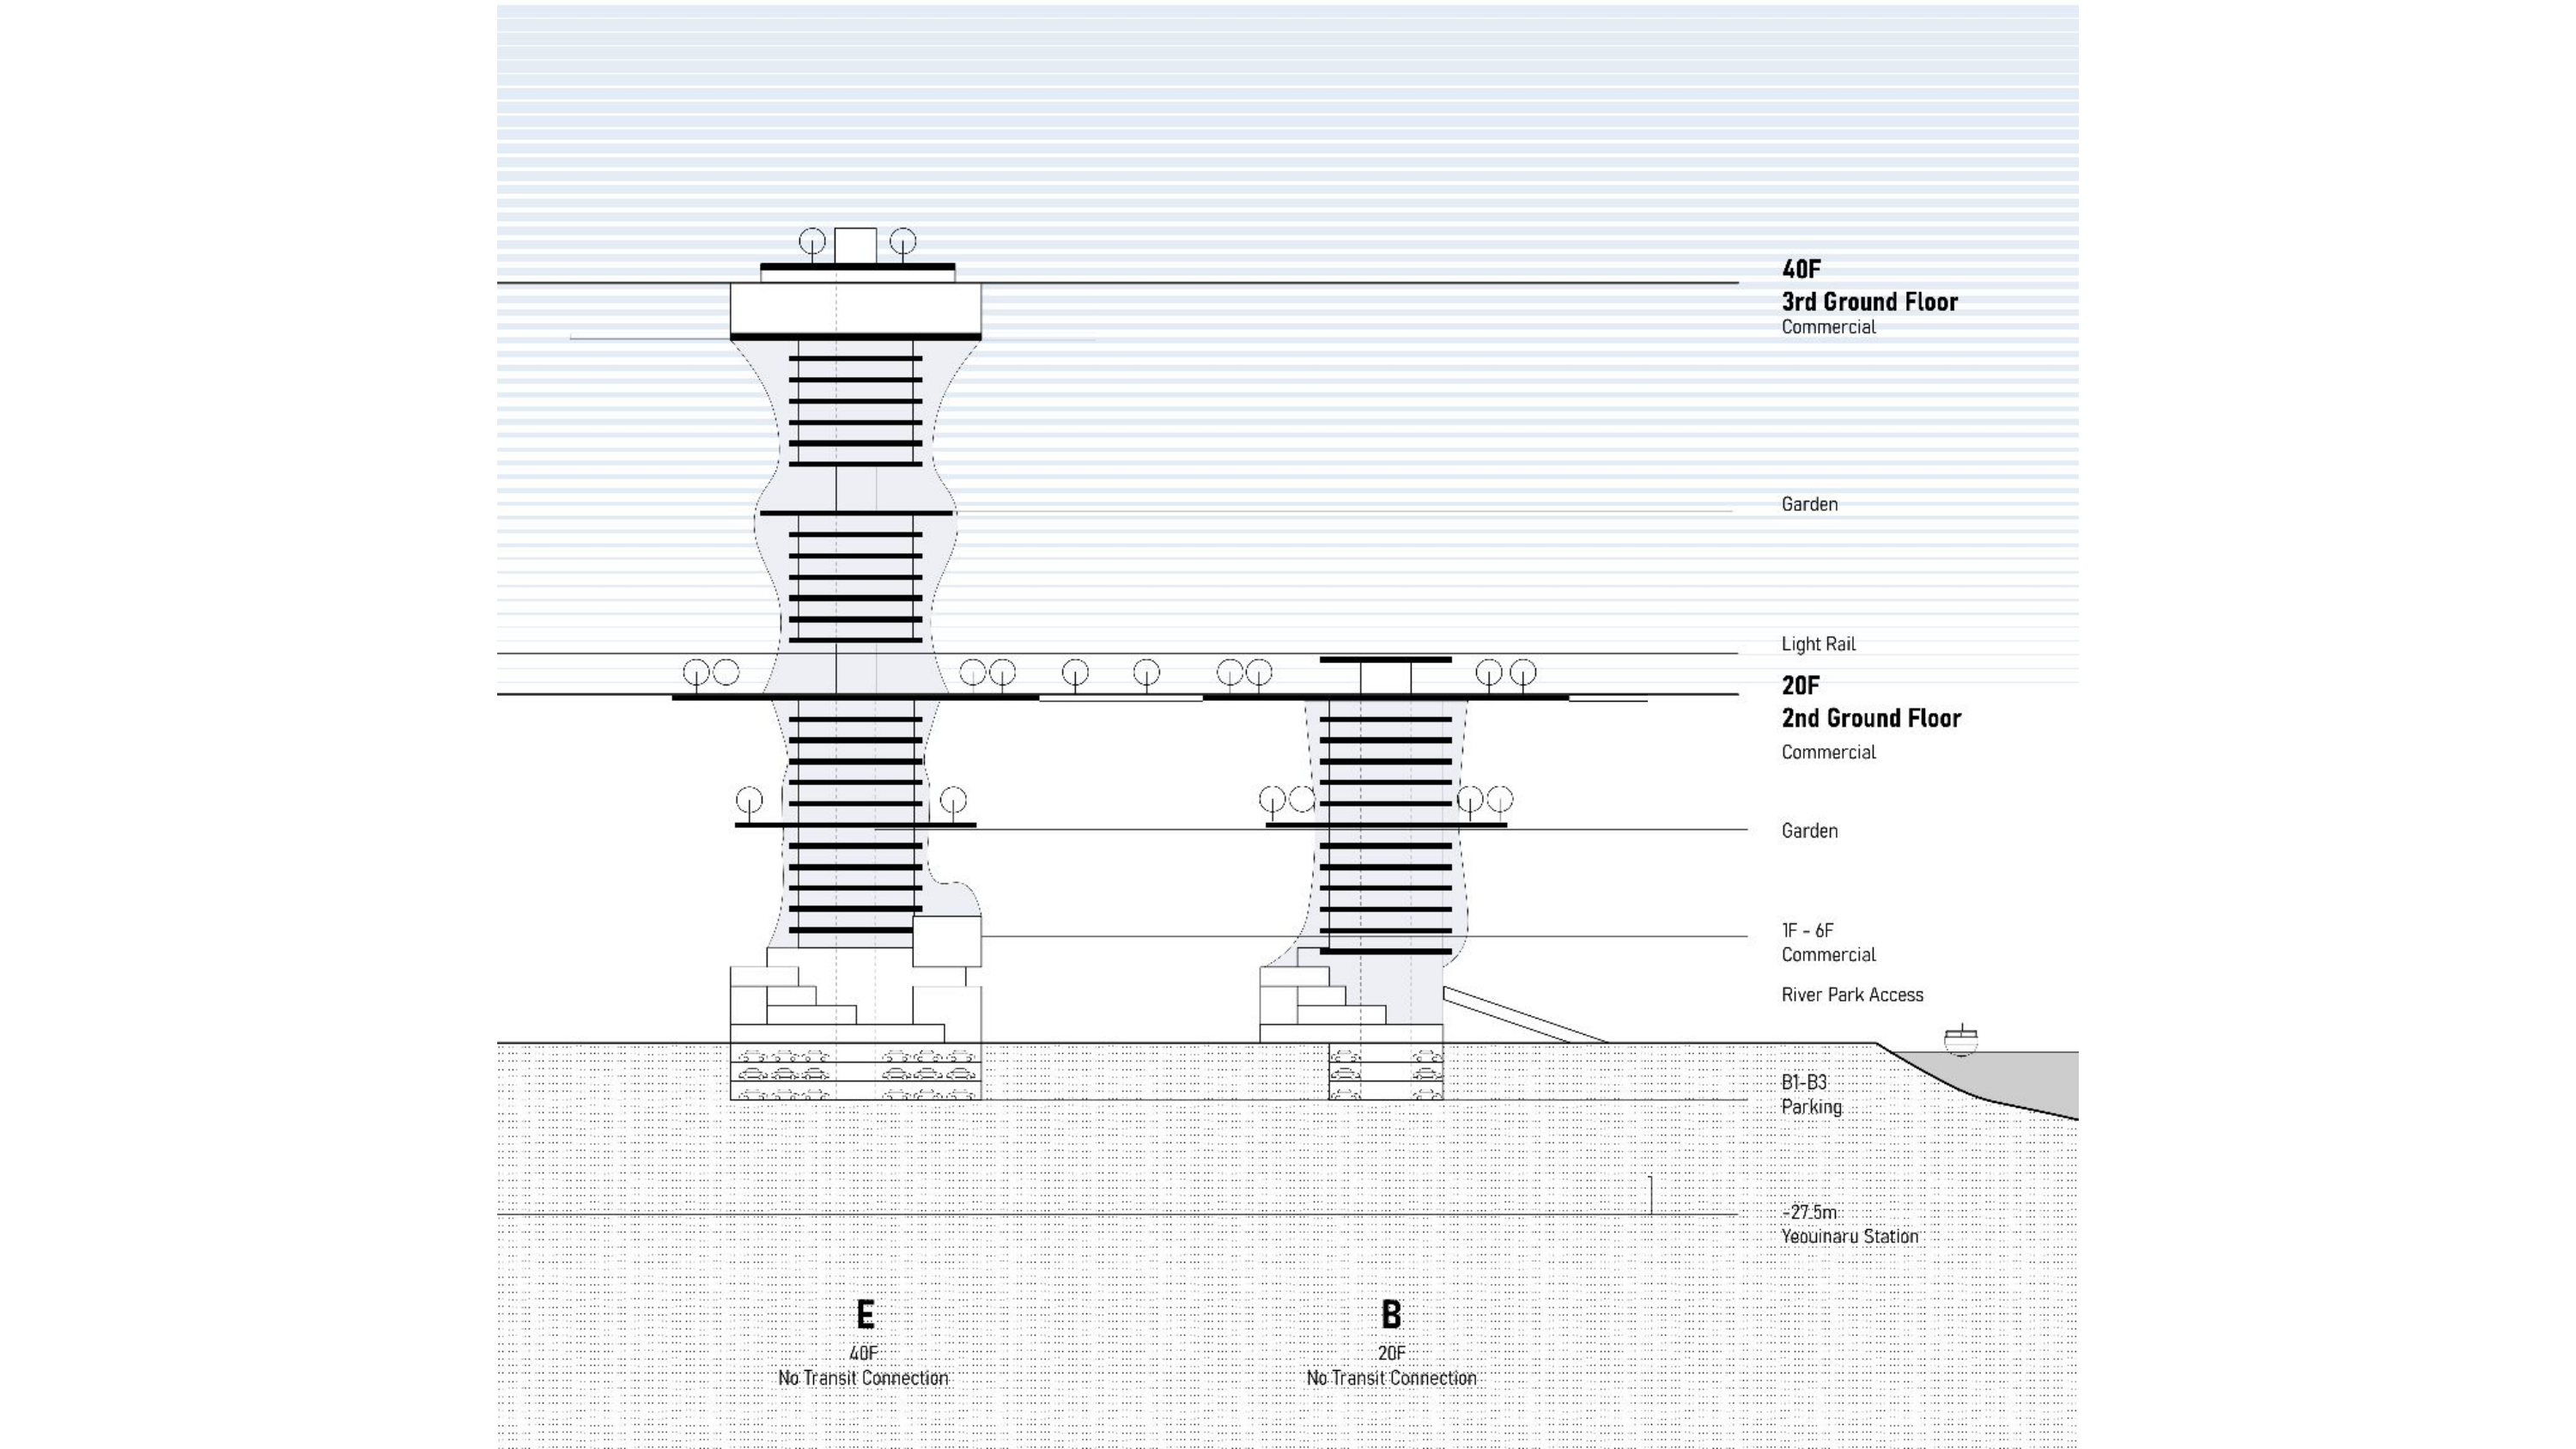 40F
3rd Ground Floor
Commercial
Garden
Light Rail
20F
2nd Ground Floor
Commercial
Garden
1F - 6F
Commercial
River Park Access
B1-B3
Parking
-27.5m
Yeouinaru Station
E
40F
No Transit Connection
B
20F
No Transit Connection